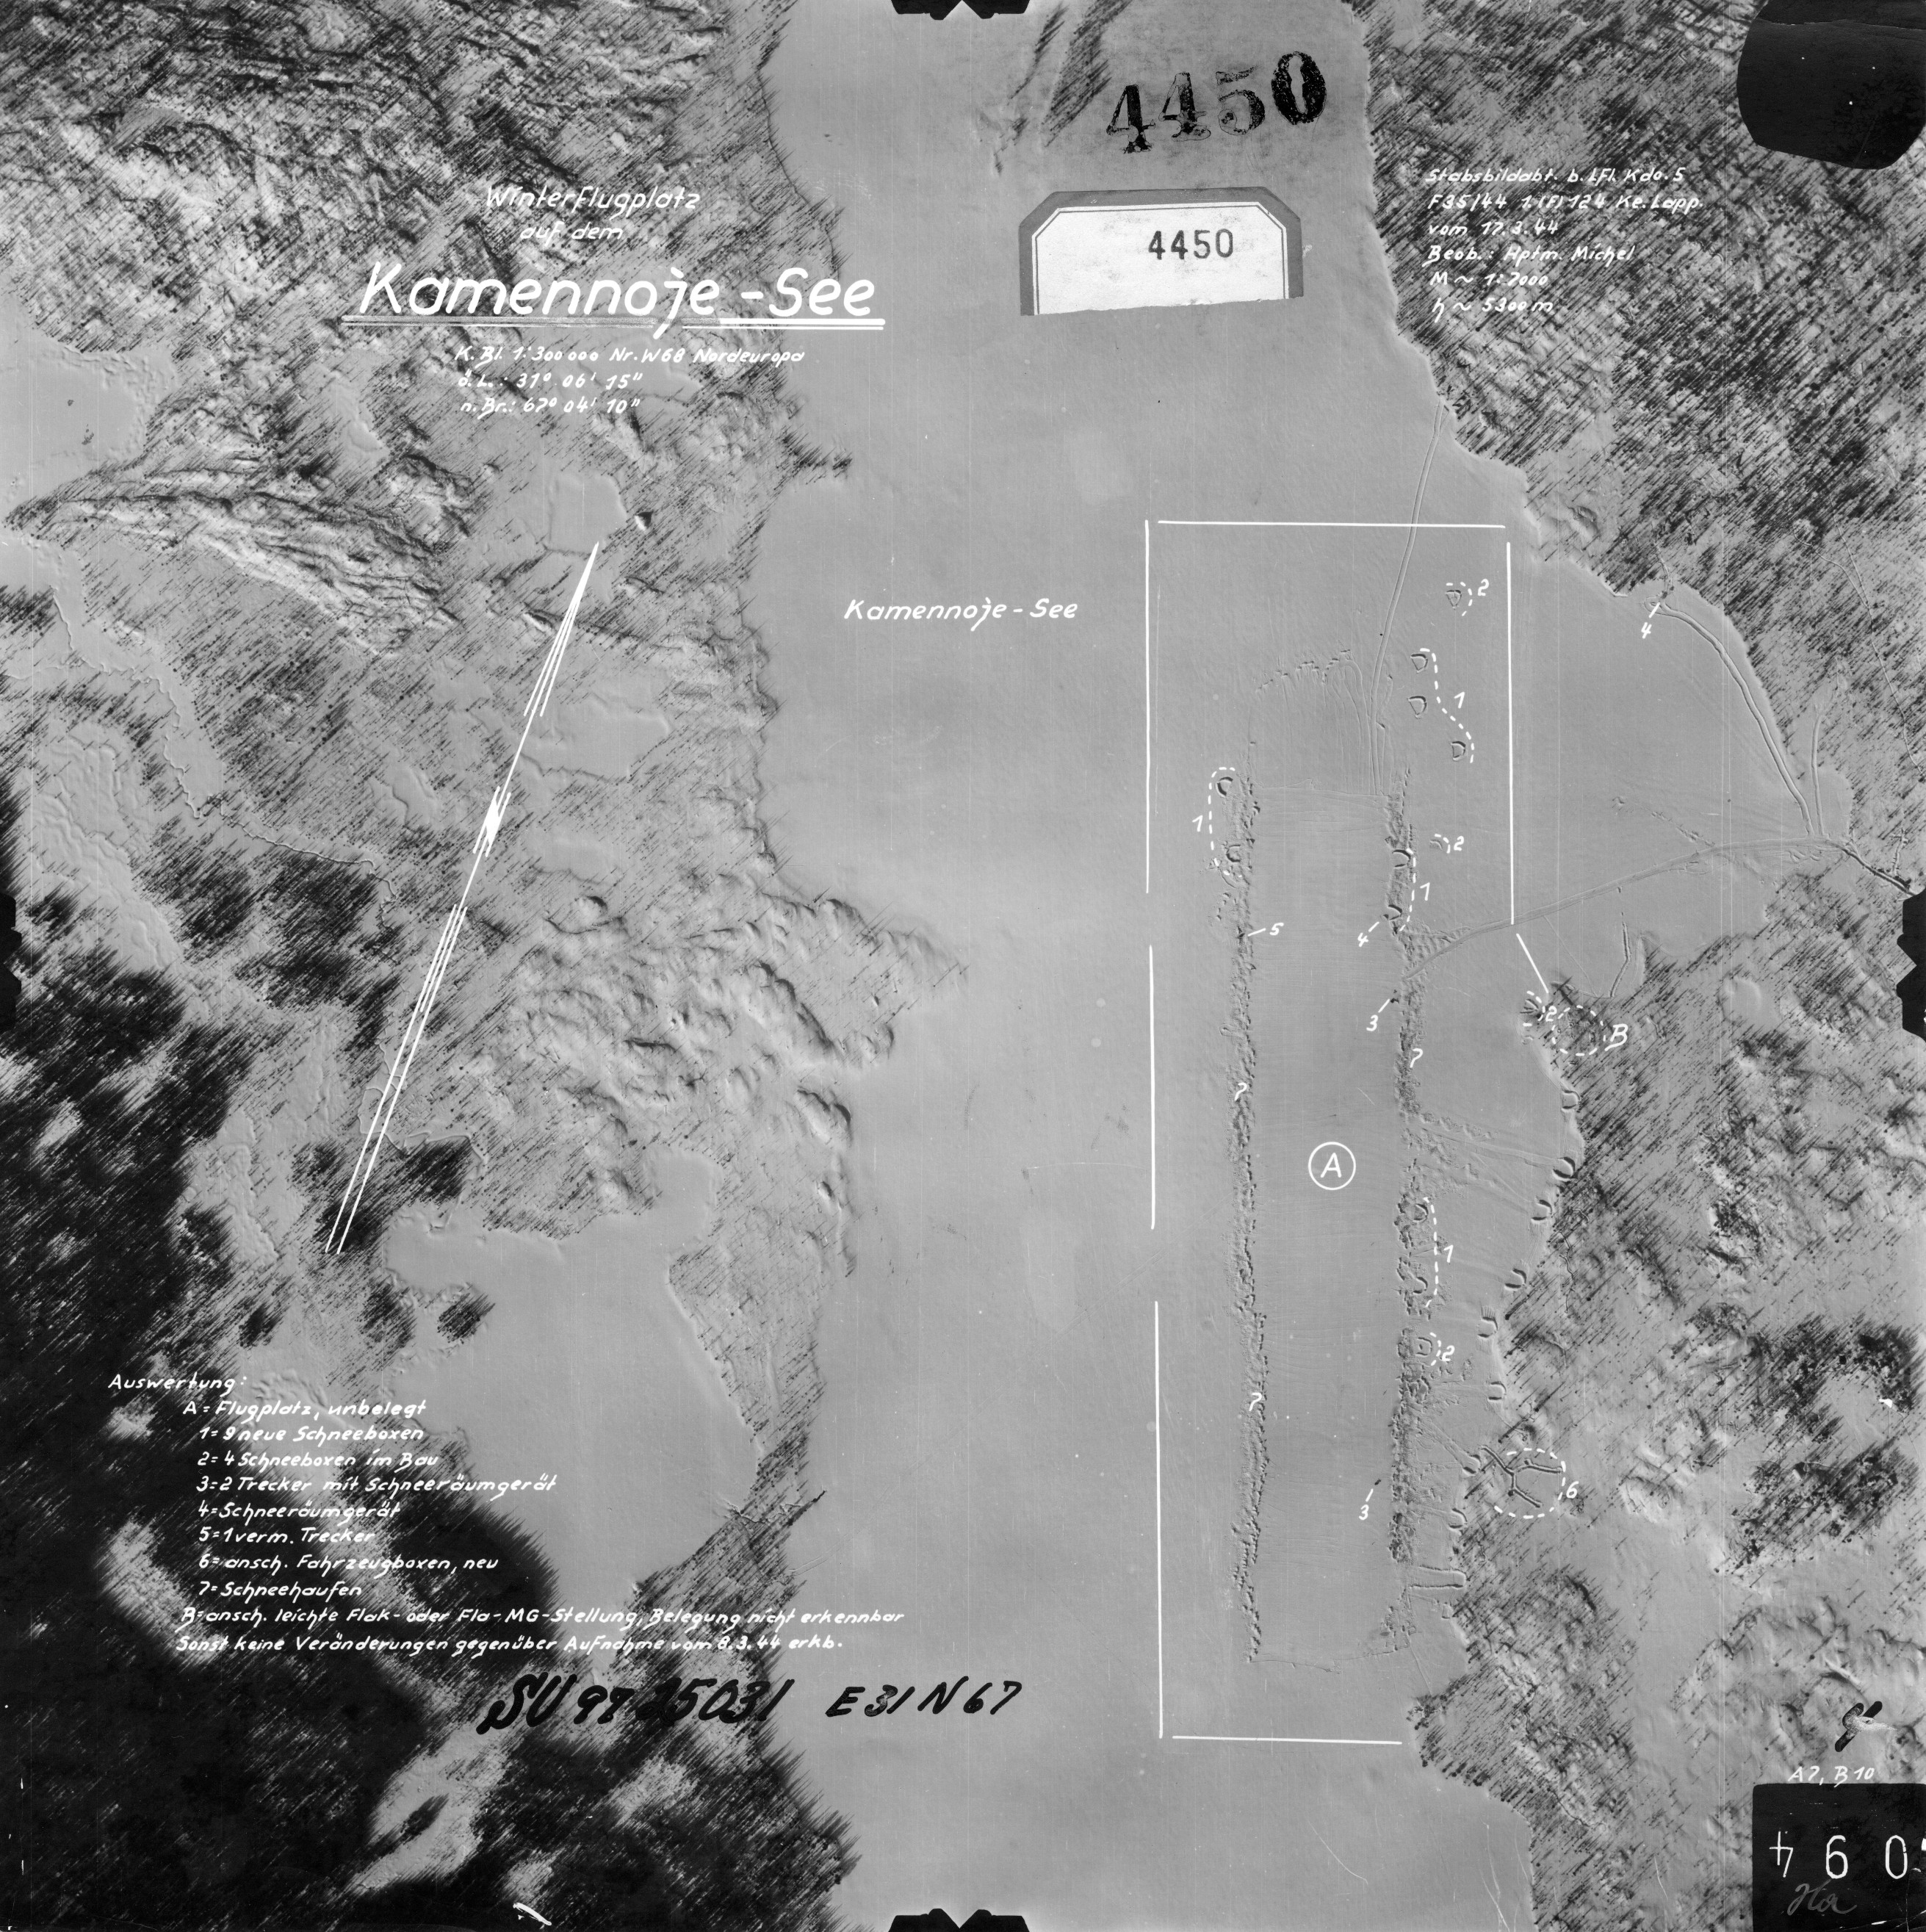 4450
4450
Stabsbildabt. b. Lfl. Kdo. 5
F35/44 1.(F) 124 Ke. Lapp.
vom 17.3.44
Beob.: Hptm. Michel
M ~ 1:7000
h ~ 5300 m
Winterflugplatz
auf dem
Kamennoje-See
K. Bl. 1:300000 Nr. W68 Nordeuropa
ö. L.: 31° 06' 15"
n. Br.: 67° 04' 10"
Kamennoje-See
2
4
1
1
2
1
5
4
3
2
B
7
7
A
1
2
7
3
6
Auswertung:
A = Flugplatz, unbelegt
1 = 9 neue Schneeboxen
2 = 4 Schneeboxen im Bau
3 = 2 Trecker mit Schneeräumgerät
4 = Schneeräumgerät
5 = 1 verm. Trecker
6 = ansch. Fahrzeugboxen, neu
7 = Schneehaufen
B = ansch. leichte Flak- oder Fla-MG-Stellung, Belegung nicht erkennbar
Sonst keine Veränderungen gegenüber Aufnahme vom 8.3.44 erkb.
E 31 N 67
A7, B10